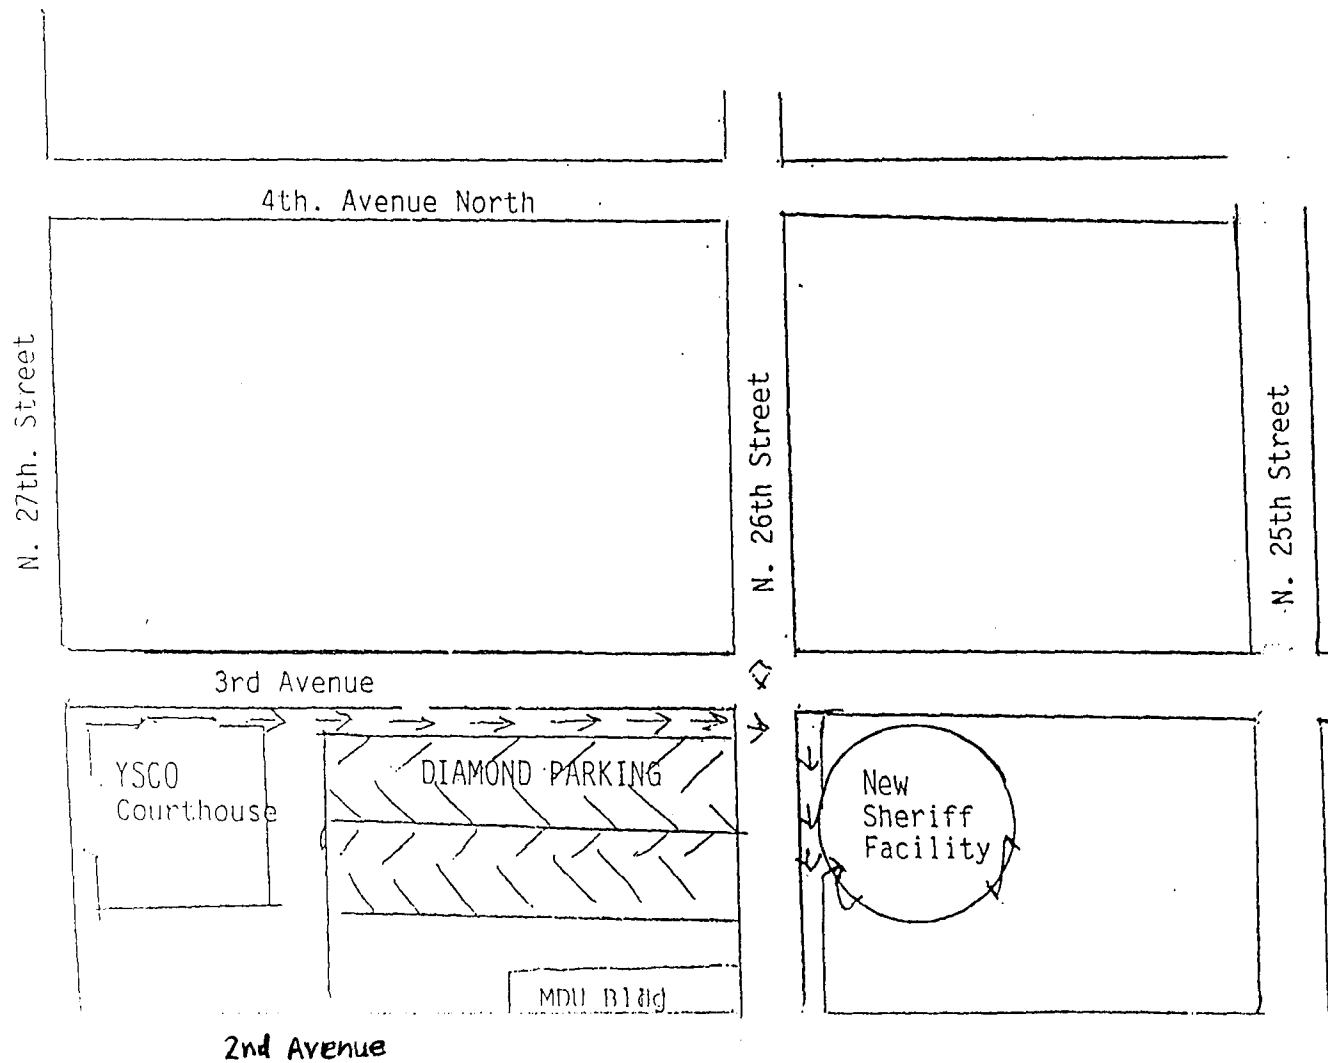 4th. Avenue North
N. 27th. Street
N. 26th Street
N. 25th Street
3rd Avenue
YSCO
Courthouse
DIAMOND PARKING
New
Sheriff
Facility
MDU Bldg
2nd Avenue